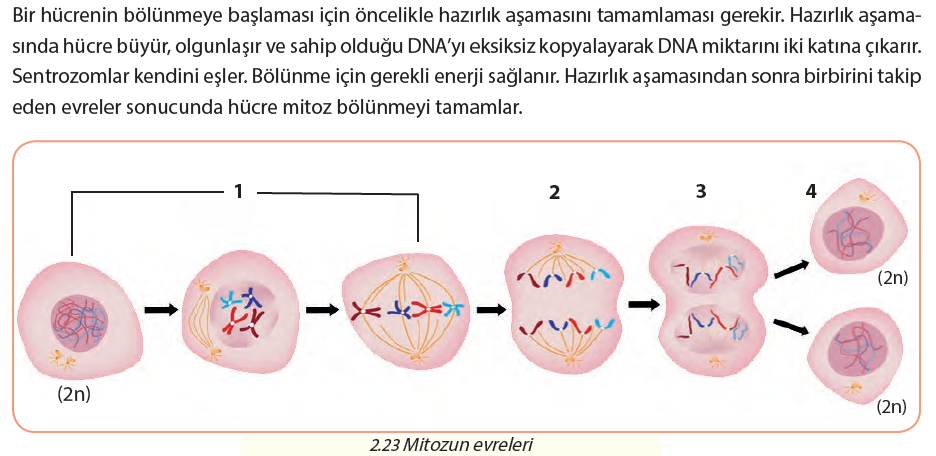 Bir hücrenin bölünmeye başlaması için öncelikle hazırlık aşamasını tamamlaması gerekir. Hazırlık aşama-
sında hücre büyür, olgunlaşır ve sahip olduğu DNA'yı eksiksiz kopyalayarak DNA miktarını iki katına çıkarır.
Sentrozomlar kendini eşler. Bölünme için gerekli enerji sağlanır. Hazırlık aşamasından sonra birbirini takip
eden evreler sonucunda hücre mitoz bölünmeyi tamamlar.
1
2
3
4
(2n)
(2n)
(2n)
2.23 Mitozun evreleri